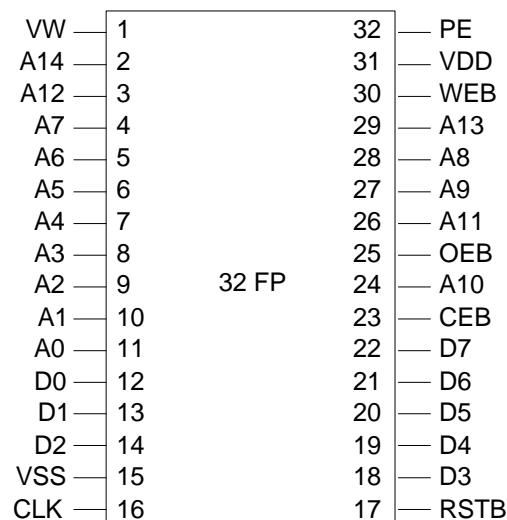 VW 1 32 PE
A14 2 31 VDD
A12 3 30 WEB
A7 4 29 A13
A6 5 28 A8
A5 6 27 A9
A4 7 26 A11
A3 8 25 OEB
A2 9 32 FP 24 A10
A1 10 23 CEB
A0 11 22 D7
D0 12 21 D6
D1 13 20 D5
D2 14 19 D4
VSS 15 18 D3
CLK 16 17 RSTB